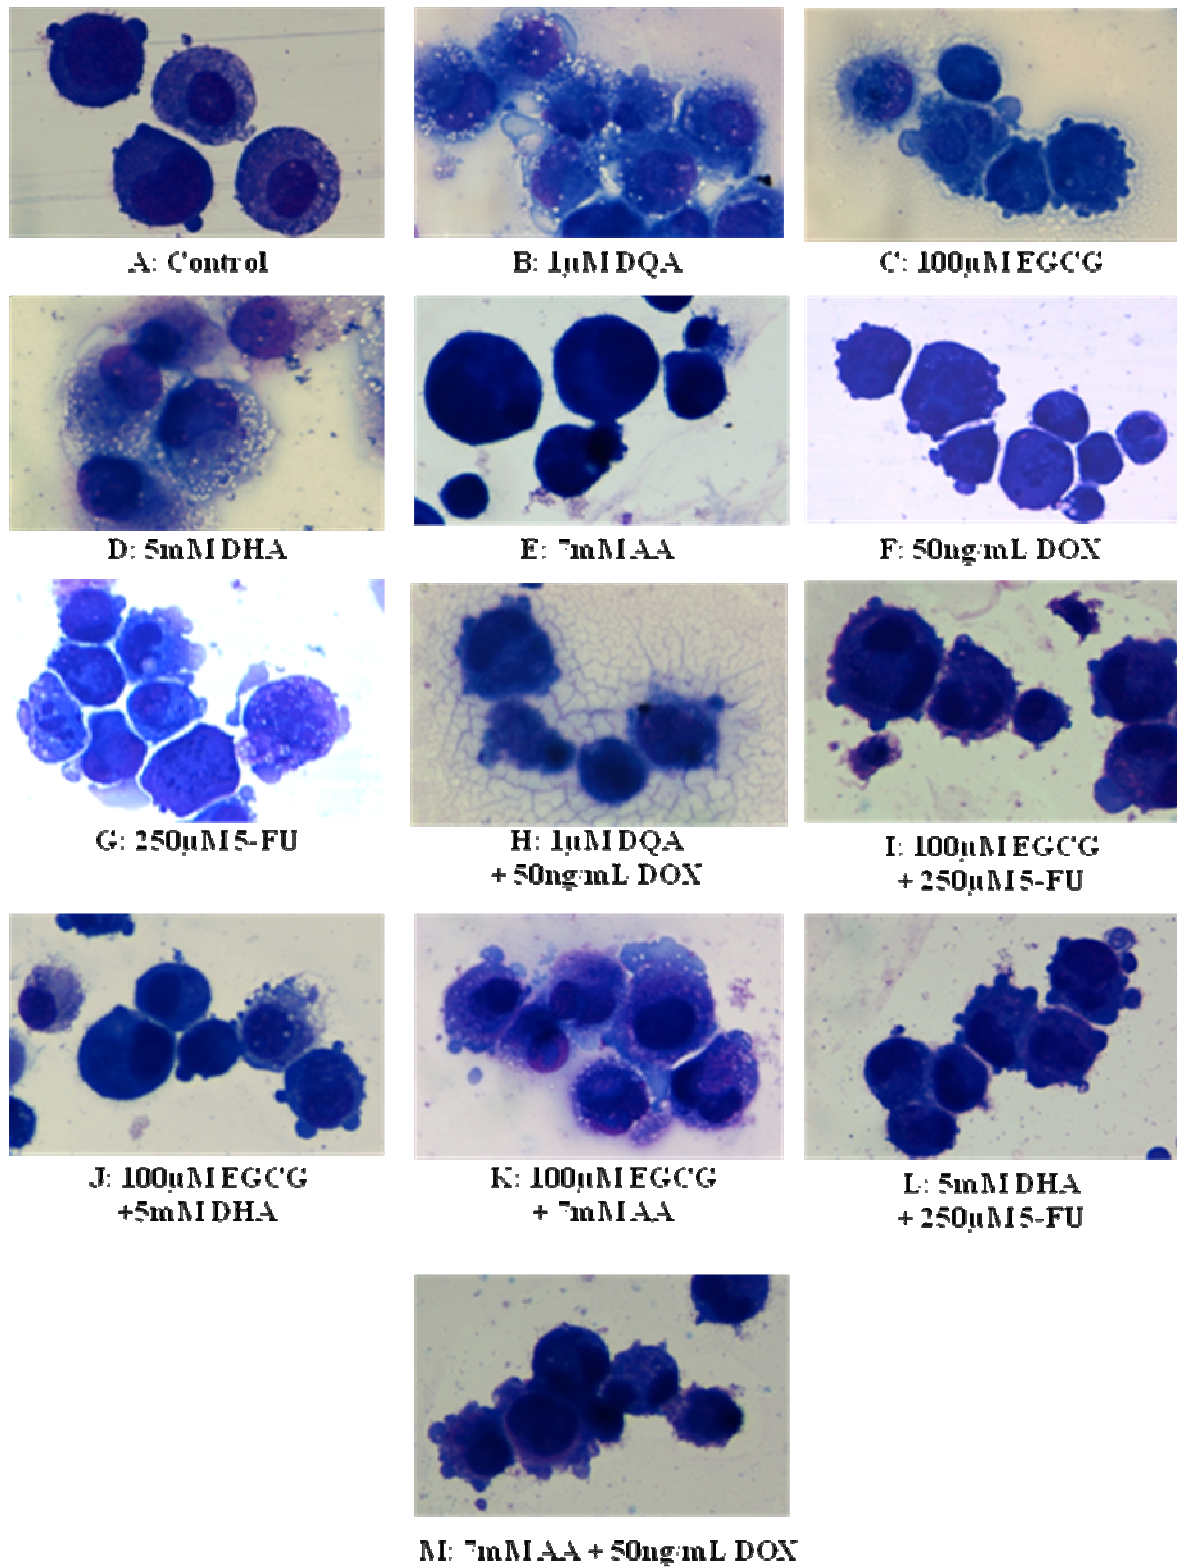 A: Control
B: 1µM DQA
C: 100µM EGCG
D: 5mM DHA
E: 7mM AA
F: 50ng/mL DOX
G: 250µM 5-FU
H: 1µM DQA
+ 50ng/mL DOX
I: 100µM EGCG
+ 250µM 5-FU
J: 100µM EGCG
+5mM DHA
K: 100µM EGCG
+ 7mM AA
L: 5mM DHA
+ 250µM 5-FU
M: 7mM AA + 50ng/mL DOX